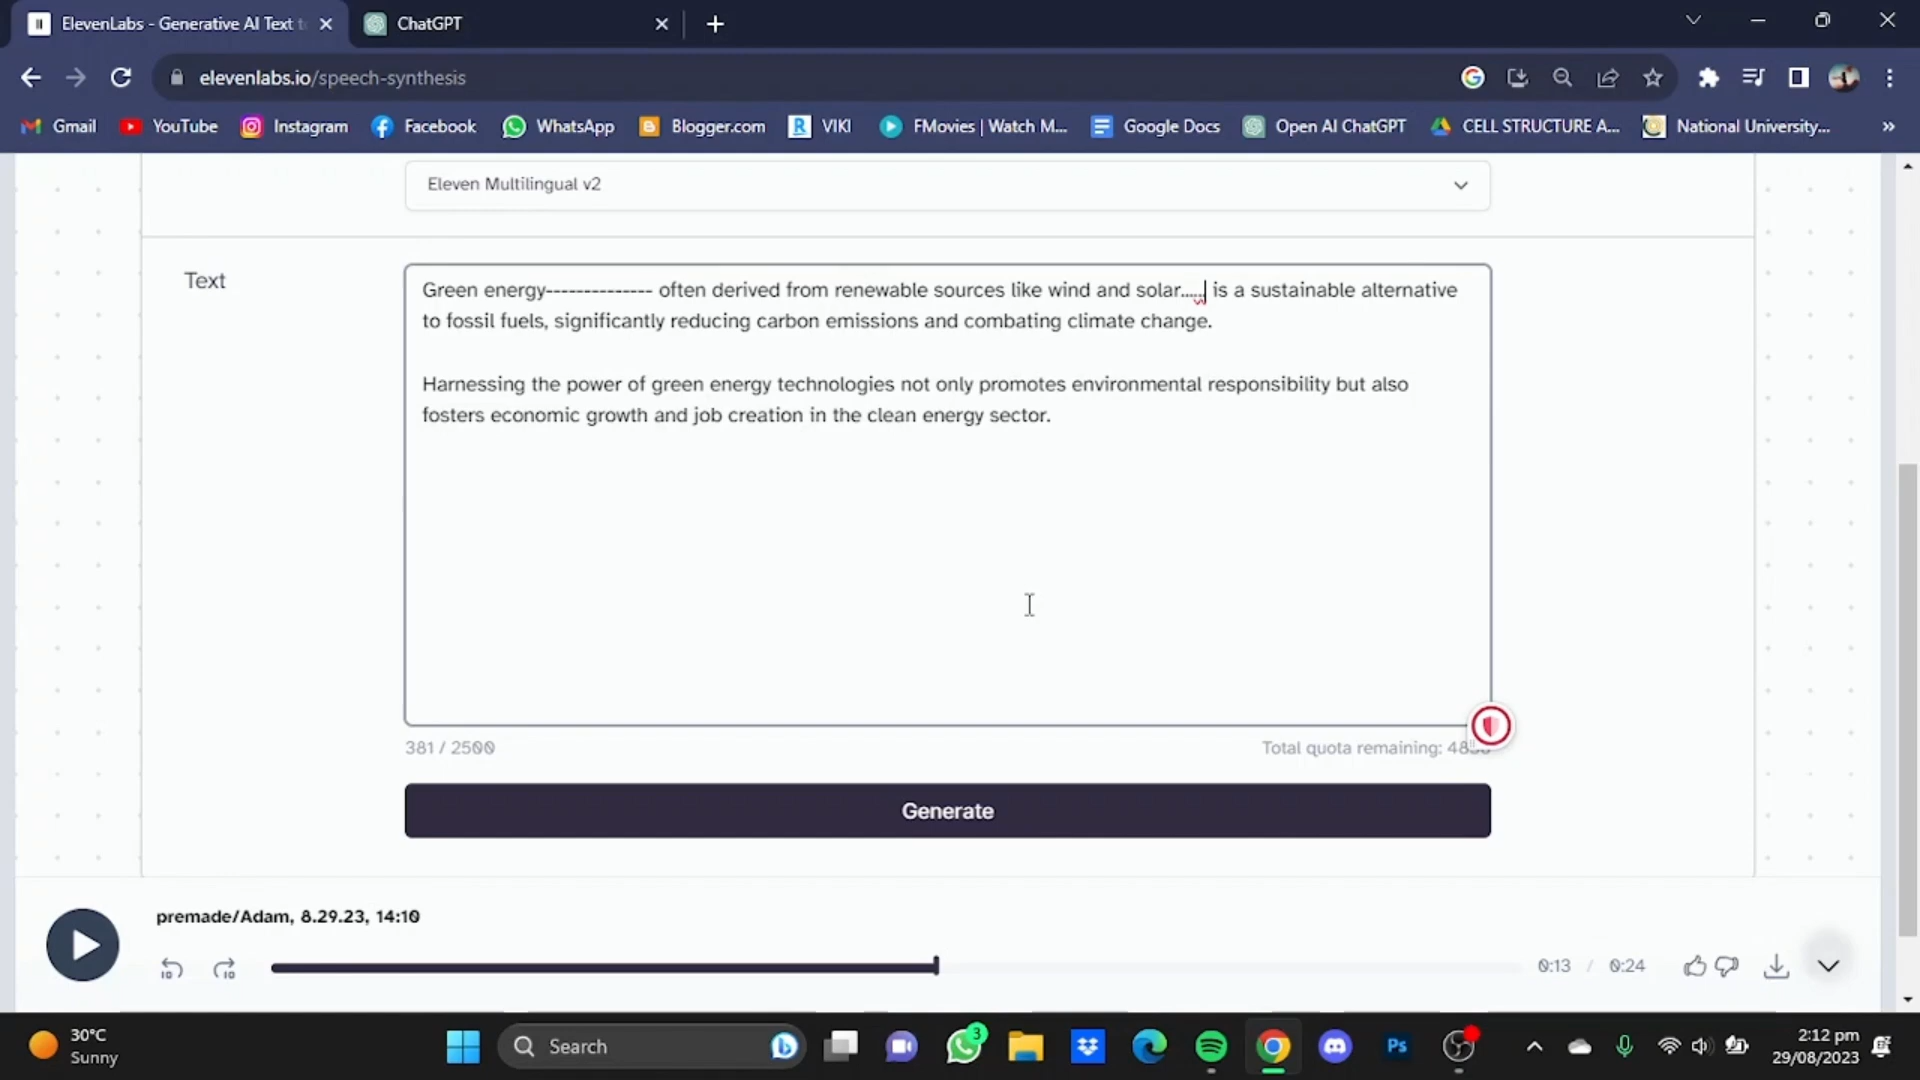 ElevenLabs - Generative AI Text t
ChatGPT
elevenlabs.io/speech-synthesis
Gmail
YouTube
Instagram
Facebook
WhatsApp
Blogger.com
VIKI
FMovies | Watch M...
Google Docs
Open AI ChatGPT
CELL STRUCTURE A...
National University...
»
Eleven Multilingual v2
Text
Green energy-------------- often derived from renewable sources like wind and solar...... is a sustainable alternative
to fossil fuels, significantly reducing carbon emissions and combating climate change.
Harnessing the power of green energy technologies not only promotes environmental responsibility but also
fosters economic growth and job creation in the clean energy sector.
381 / 2500
Total quota remaining:
Generate
premade/Adam, 8.29.23, 14:10
10
10
0:13 / 0:24
30°C
Sunny
Search
3
Ps
2:12 pm
29/08/2023